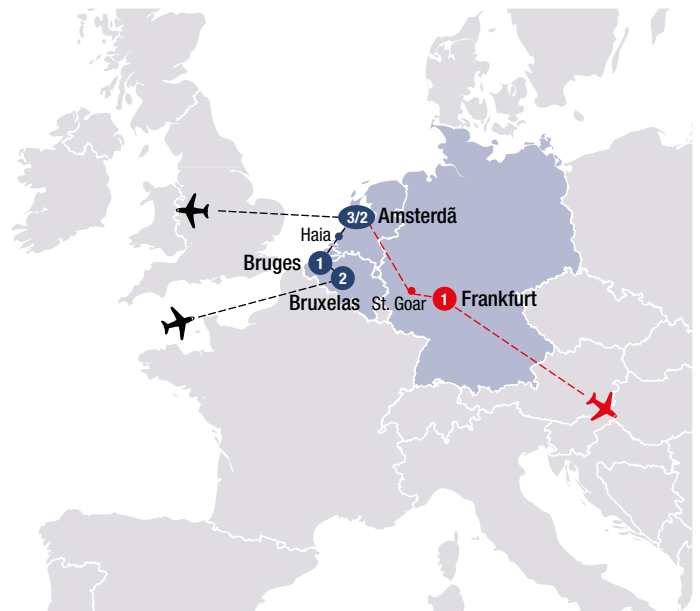 3/2 Amsterdã
Haia
Bruges 1
2
Bruxelas
St. Goar
1 Frankfurt